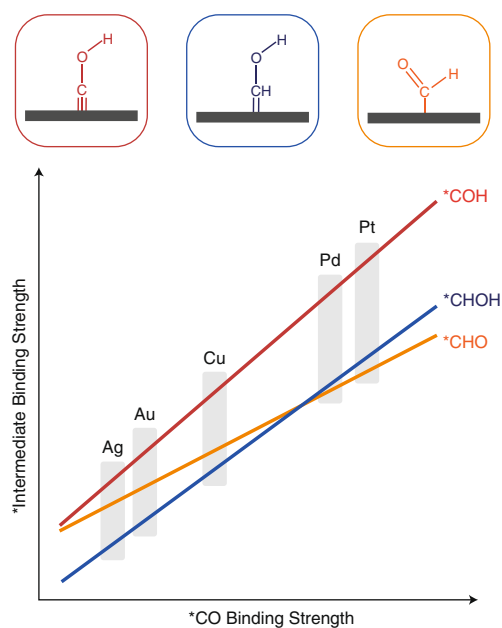 H
O
C
H
O
CH
O
H
C
*COH
Pt
Pd
*CHOH
*CHO
Cu
Au
Ag
*Intermediate Binding Strength
*CO Binding Strength